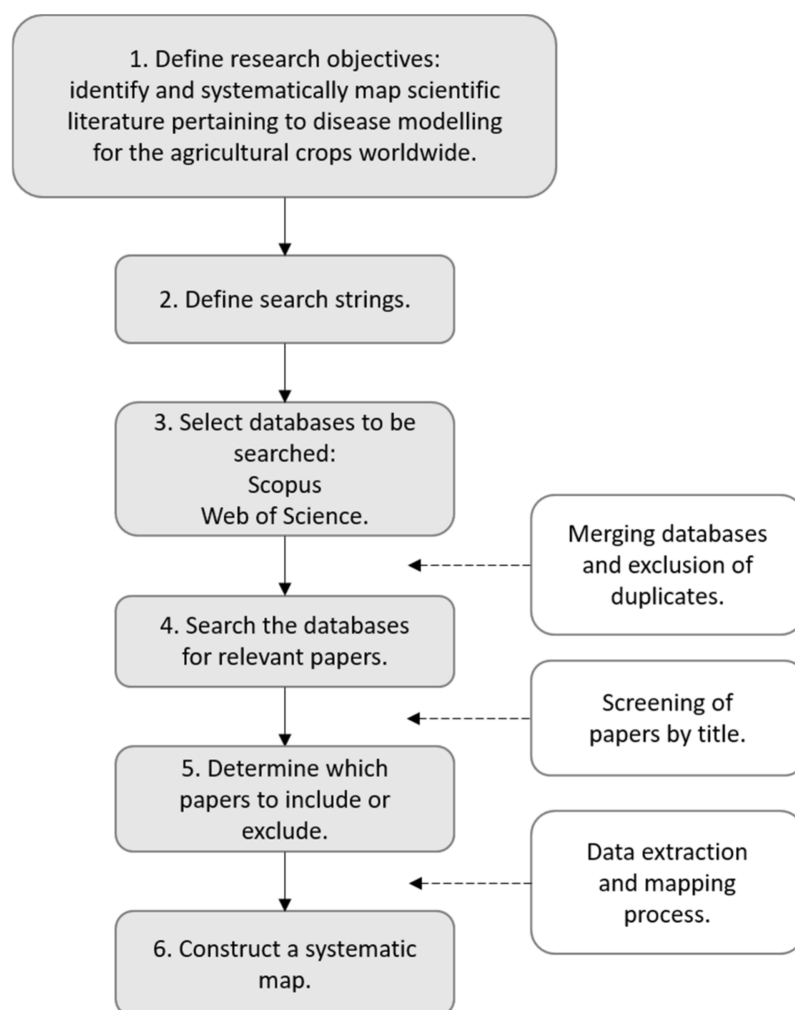 1. Define research objectives:
identify and systematically map scientific
literature pertaining to disease modelling
for the agricultural crops worldwide.
2. Define search strings.
3. Select databases to be
searched:
Scopus
Web of Science.
Merging databases
and exclusion of
duplicates.
4. Search the databases
for relevant papers.
Screening of
papers by title.
5. Determine which
papers to include or
exclude.
Data extraction
and mapping
process.
6. Construct a systematic
map.